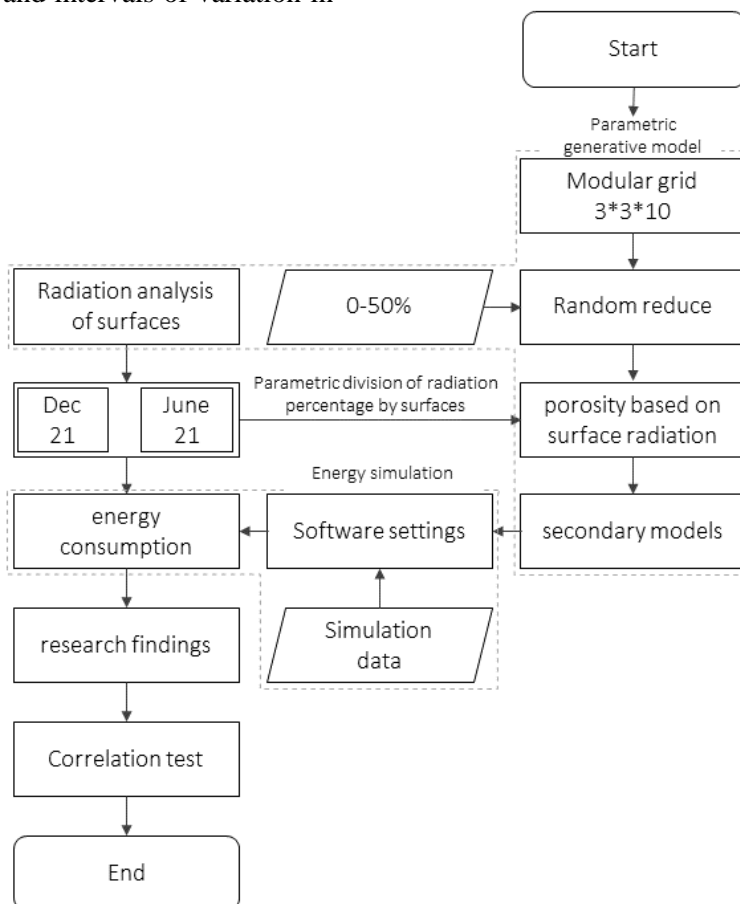 and intervals of variation in
Start
Parametric
generative model
Modular grid
3*3*10
Radiation analysis
of surfaces
0-50%
Random reduce
Dec
21
June
21
Parametric division of radiation
percentage by surfaces
porosity based on
surface radiation
Energy simulation
energy
consumption
Software settings
secondary models
research findings
Simulation
data
Correlation test
End